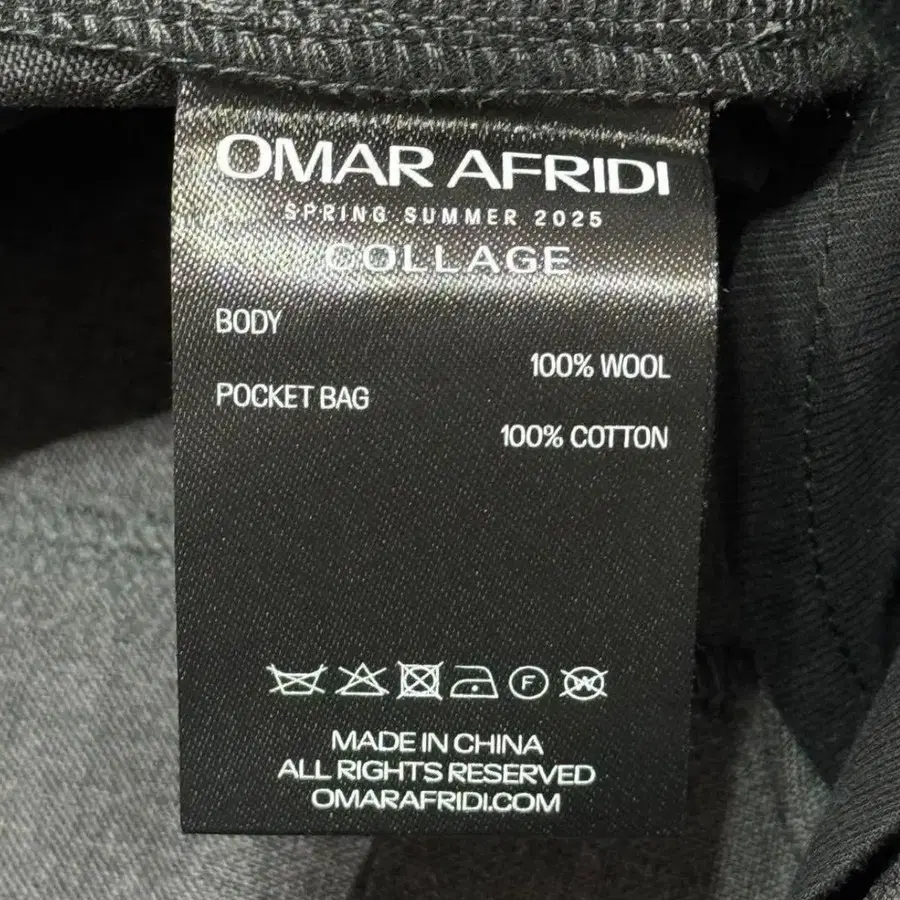 OMAR AFRIDI
SPRING SUMMER 2025
COLLAGE
BODY
100% WOOL
POCKET BAG
100% COTTON
F W
MADE IN CHINA
ALL RIGHTS RESERVED
OMARAFRIDI.COM